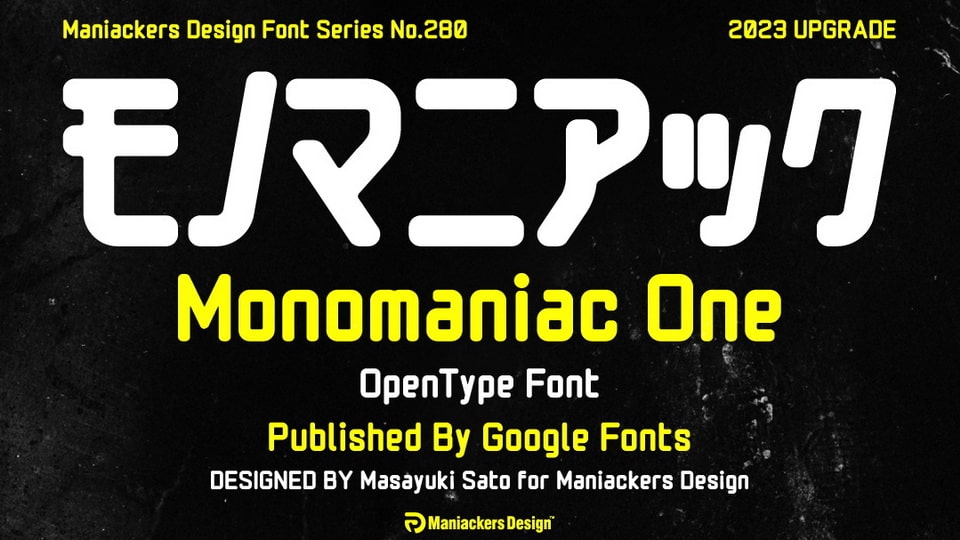 Maniackers Design Font Series No.280
2023 UPGRADE
モノマニアック
Monomaniac One
OpenType Font
Published By Google Fonts
DESIGNED BY Masayuki Sato for Maniackers Design
Maniackers Design™